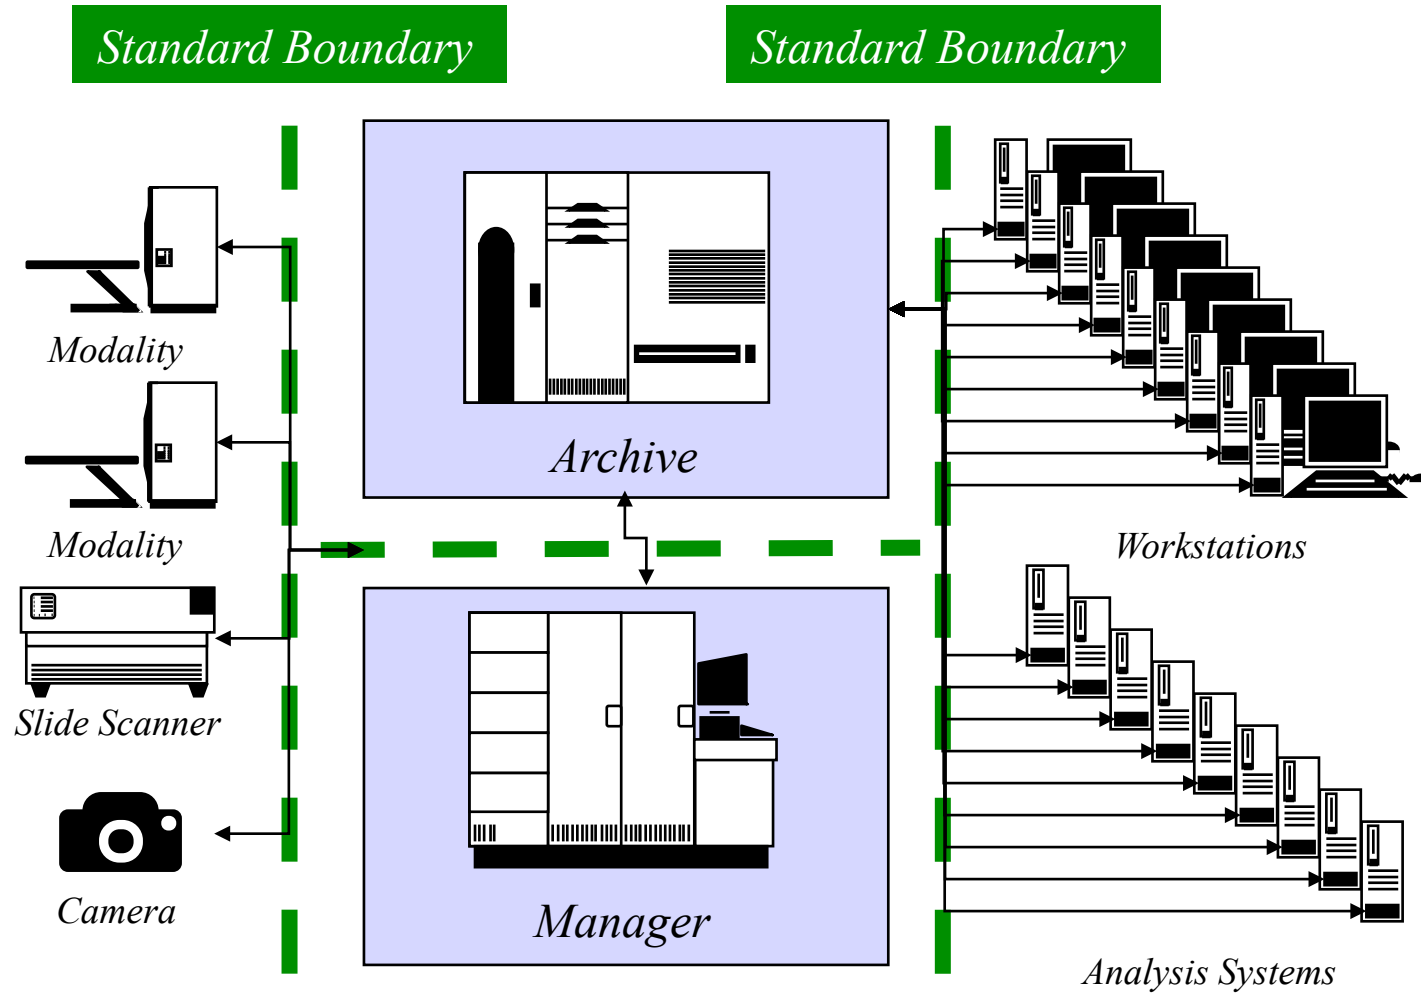 Standard Boundary
Standard Boundary
Modality
Archive
Modality
Workstations
Slide Scanner
Camera
Manager
Analysis Systems